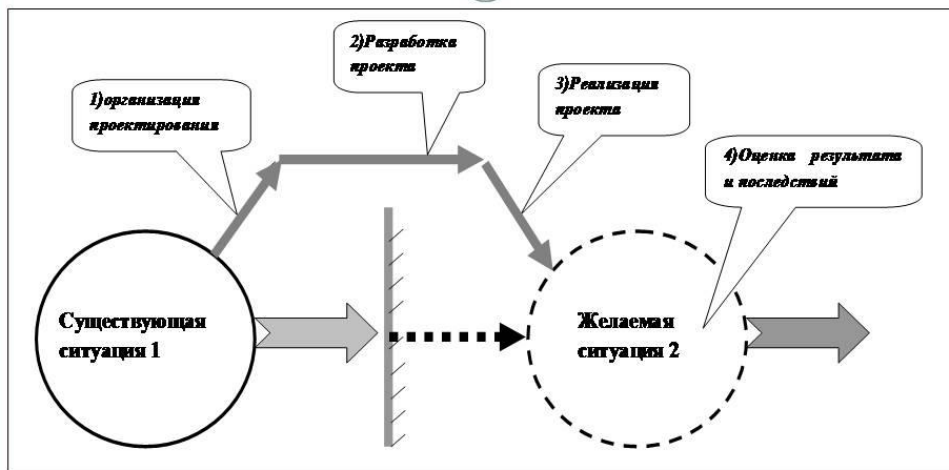 2)Разработка
проекта
1)организация
проектирования
3)Реализация
проекта
4)Оценка результата
и последствий
Существующая
ситуация 1
Желаемая
ситуация 2